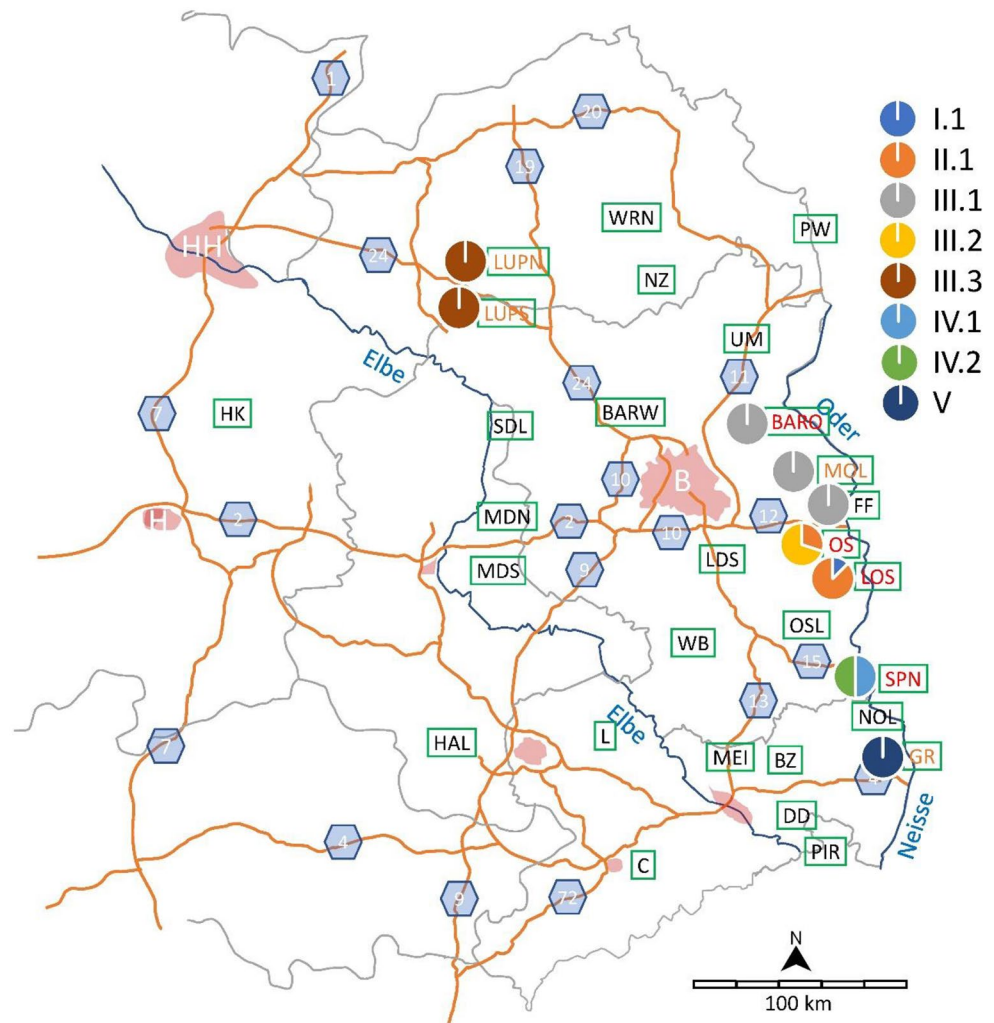 1
20
I.1
II.1
19
III.1
WRN
PW
HH
24
LUPN
III.2
NZ
III.3
LUPS
IV.1
UM
Elbe
IV.2
24
11
V
7
HK
SDL
BARW
BARO
Oder
MOL
10
B
FF
H
2
MDN
2
12
10
OS
MDS
9
LDS
LOS
OSL
WB
15
SPN
13
NOL
7
HAL
L
Elbe
MEI
BZ
GR
4
DD
Neisse
4
PIR
C
9
72
N
100 km